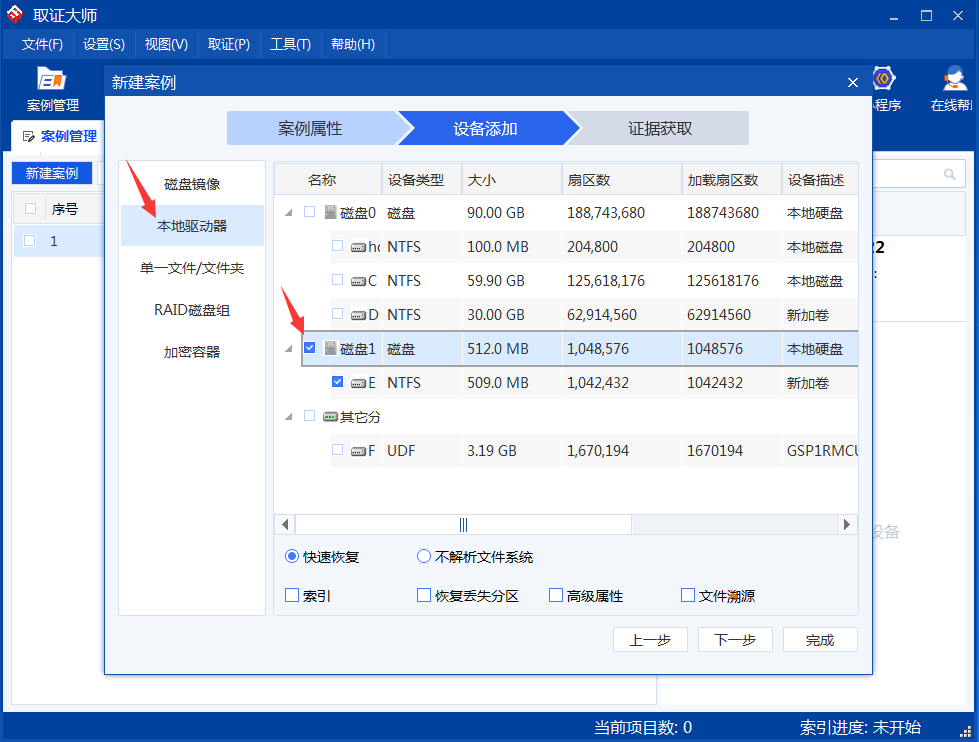 取证大师
文件(F) 设置(S) 视图(V) 取证(P) 工具(T) 帮助(H)
案例管理
程序
在线帮
新建案例
案例管理
新建案例
序号
1
案例属性 设备添加 证据获取
磁盘镜像
本地驱动器
单一文件/文件夹
RAID磁盘组
加密容器
名称 设备类型 大小 扇区数 加载扇区数 设备描述
磁盘0 磁盘 90.00 GB 188,743,680 188743680 本地硬盘
NTFS 100.0 MB 204,800 204800 本地磁盘
C NTFS 59.90 GB 125,618,176 125618176 本地磁盘
D NTFS 30.00 GB 62,914,560 62914560 新加卷
磁盘1 磁盘 512.0 MB 1,048,576 1048576 本地硬盘
E NTFS 509.0 MB 1,042,432 1042432 新加卷
其它分
F UDF 3.19 GB 1,670,194 1670194 GSP1RMCU
快速恢复 不解析文件系统
索引 恢复丢失分区 高级属性 文件溯源
上一步 下一步 完成
2
:
设备
当前项目数: 0 索引进度: 未开始